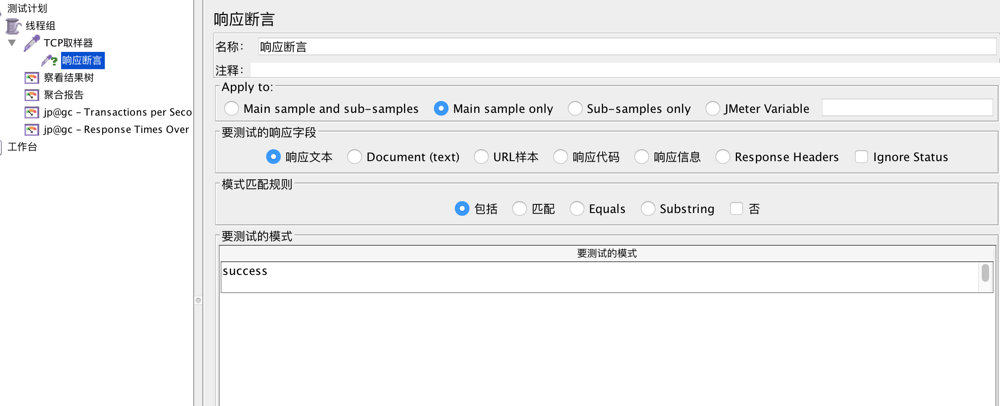 测试计划
线程组
TCP取样器
响应断言
察看结果树
聚合报告
jp@gc - Transactions per Seco
jp@gc - Response Times Over
工作台
响应断言
名称： 响应断言
注释：
Apply to:
Main sample and sub-samples Main sample only Sub-samples only JMeter Variable
要测试的响应字段
响应文本 Document (text) URL样本 响应代码 响应信息 Response Headers Ignore Status
模式匹配规则
包括 匹配 Equals Substring 否
要测试的模式
要测试的模式
success